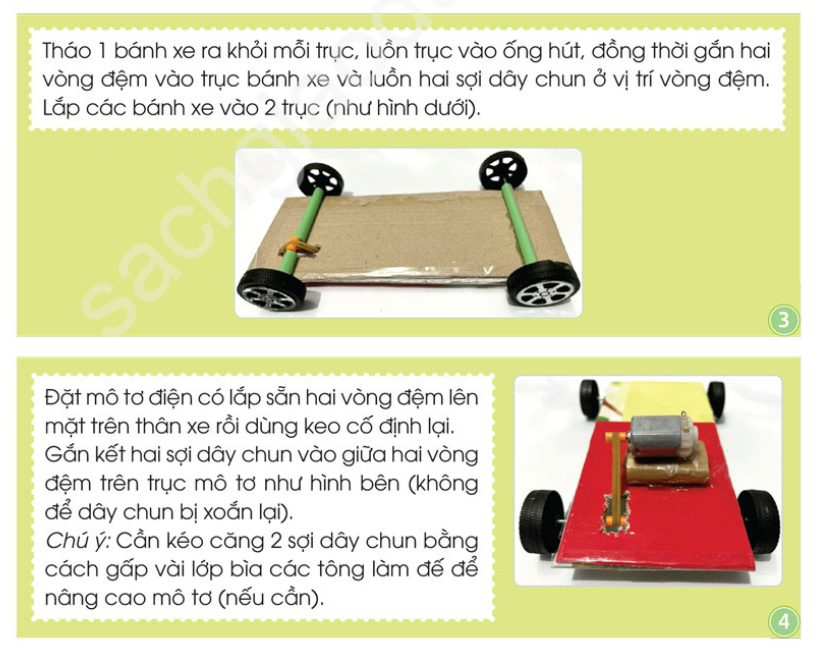 Tháo 1 bánh xe ra khỏi mỗi trục, luồn trục vào ống hút, đồng thời gắn hai
vòng đệm vào trục bánh xe và luồn hai sợi dây chun ở vị trí vòng đệm.
Lắp các bánh xe vào 2 trục (như hình dưới).
3
Đặt mô tơ điện có lắp sẵn hai vòng đệm lên
mặt trên thân xe rồi dùng keo cố định lại.
Gắn kết hai sợi dây chun vào giữa hai vòng
đệm trên trục mô tơ như hình bên (không
để dây chun bị xoắn lại).
Chú ý: Cần kéo căng 2 sợi dây chun bằng
cách gấp vài lớp bìa các tông làm đế để
nâng cao mô tơ (nếu cần).
4